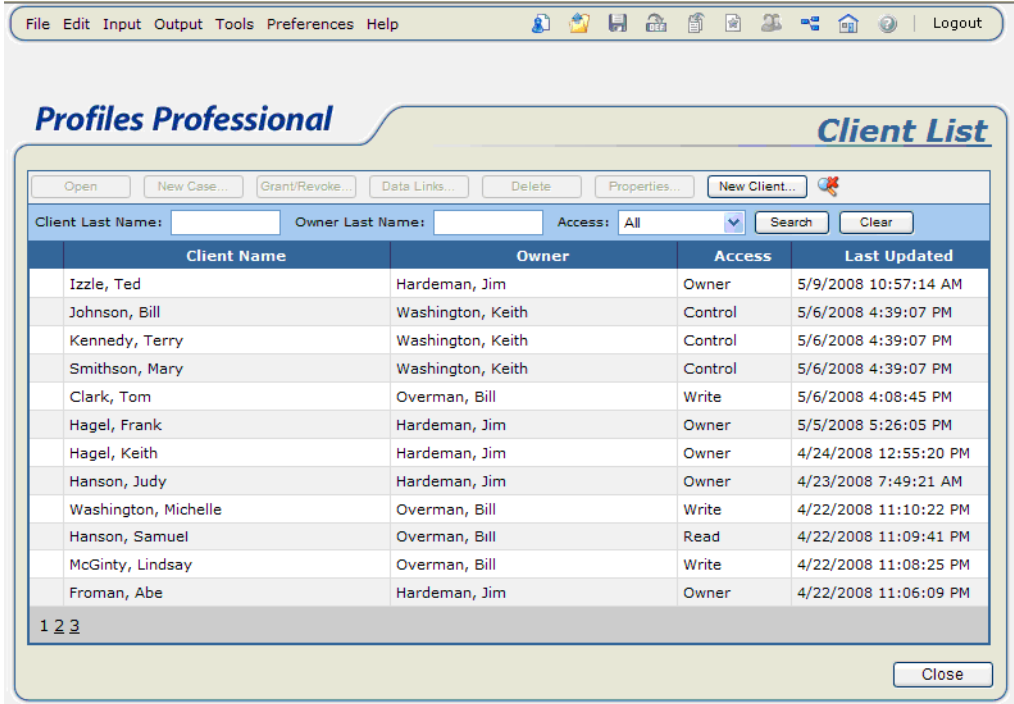 File Edit Input Output Tools Preferences Help Logout
Profiles Professional
Client List
Open New Case... Grant/Revoke... Data Links... Delete Properties... New Client...
Client Last Name: Owner Last Name: Access: All Search Clear
Client Name Owner Access Last Updated
Izzle, Ted Hardeman, Jim Owner 5/9/2008 10:57:14 AM
Johnson, Bill Washington, Keith Control 5/6/2008 4:39:07 PM
Kennedy, Terry Washington, Keith Control 5/6/2008 4:39:07 PM
Smithson, Mary Washington, Keith Control 5/6/2008 4:39:07 PM
Clark, Tom Overman, Bill Write 5/6/2008 4:08:45 PM
Hagel, Frank Hardeman, Jim Owner 5/5/2008 5:26:05 PM
Hagel, Keith Hardeman, Jim Owner 4/24/2008 12:55:20 PM
Hanson, Judy Hardeman, Jim Owner 4/23/2008 7:49:21 AM
Washington, Michelle Overman, Bill Write 4/22/2008 11:10:22 PM
Hanson, Samuel Overman, Bill Read 4/22/2008 11:09:41 PM
McGinty, Lindsay Overman, Bill Write 4/22/2008 11:08:25 PM
Froman, Abe Hardeman, Jim Owner 4/22/2008 11:06:09 PM
1 2 3
Close